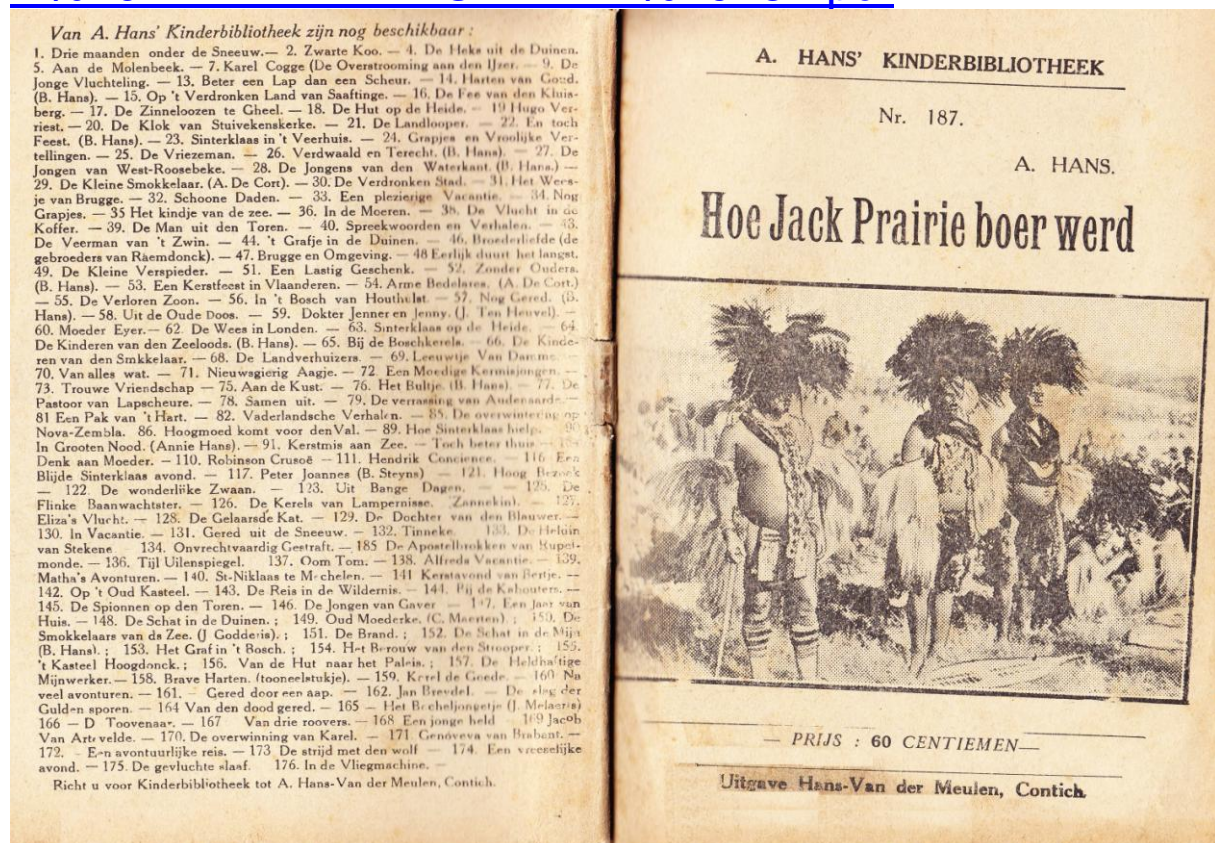 Van A. Hans' Kinderbibliotheek zijn nog beschikbaar :
1. Drie maanden onder de Sneeuw.— 2. Zwarte Koo. — 4. De Heks uit de Duinen.
5. Aan de Molenbeek. — 7. Karel Cogge (De Overstrooming aan den IJzer. — 9. De
Jonge Vluchteling. — 13. Beter een Lap dan een Scheur. — 14. Harten van Goud.
(B. Hans). — 15. Op 't Verdronken Land van Saaftinge. — 16. De Fee van den Kluis-
berg. — 17. De Zinneloozen te Gheel. — 18. De Hut op de Heide. — 19 Hugo Ver-
riest. — 20. De Klok van Stuivekenskerke. — 21. De Landlooper. — 22. En toch
Feest. (B. Hans). — 23. Sinterklaas in 't Veerhuis. — 24. Grapjes en Vroolijke Ver-
tellingen. — 25. De Vriezeman. — 26. Verdwaald en Terecht. (B. Hans). — 27. De
Jongen van West-Roosebeke. — 28. De Jongens van den Waterkant. (B. Hans.) —
29. De Kleine Smokkelaar. (A. De Cort). — 30. De Verdronken Stad. — 31. Het Wees-
je van Brugge. — 32. Schoone Daden. — 33. Een plezierige Vacantie. — 34. Nog
Grapjes. — 35 Het kindje van de zee. — 36. In de Moeren. — 38. De Vlucht in de
Koffer. — 39. De Man uit den Toren. — 40. Spreekwoorden en Verhalen. — 43.
De Veerman van 't Zwin. — 44. 't Grafje in de Duinen. — 46. Broederliefde (de
gebroeders van Raemdonck). — 47. Brugge en Omgeving. — 48 Eerlijk duurt het langst.
49. De Kleine Verspieder. — 51. Een Lastig Geschenk. — 52. Zonder Ouders.
(B. Hans). — 53. Een Kerstfeest in Vlaanderen. — 54. Arme Bedelares. (A. De Cort.)
— 55. De Verloren Zoon. — 56. In 't Bosch van Houthulst. — 57. Nog Gered. (B.
Hans). — 58. Uit de Oude Doos. — 59. Dokter Jenner en Jenny. (J. Ten Heuvel). —
60. Moeder Eyer.— 62. De Wees in Londen. — 63. Sinterklaas op de Heide. — 64.
De Kinderen van den Zeeloods. (B. Hans). — 65. Bij de Boschkerels. — 66. De Kinde-
ren van den Smkkelaar. — 68. De Landverhuizers. — 69. Leeuwtje Van Damme. —
70. Van alles wat. — 71. Nieuwsgierig Aagje. — 72. Een Moedige Kermisjongen. —
73. Trouwe Vriendschap — 75. Aan de Kust. — 76. Het Bultje. (B. Hans). — 77. De
Pastoor van Lapscheure. — 78. Samen uit. — 79. De verrassing van Audenaarde.—
81 Een Pak van 't Hart. — 82. Vaderlandsche Verhalen. — 85. De overwintering op
Nova-Zembla. 86. Hoogmoed komt voor den Val. — 89. Hoe Sinterklaas hielp. 90
In Grooten Nood. (Annie Hans). — 91. Kerstmis aan Zee. — Toch beter thuis. —
Denk aan Moeder. — 110. Robinson Crusoë — 111. Hendrik Concience. — 116 Een
Blijde Sinterklaas avond. — 117. Peter Joannes (B. Steyns) — 121. Hoog Bezoek
— 122. De wonderlijke Zwaan. — 123. Uit Bange Dagen. — 125. De
Flinke Baanwachtster. — 126. De Kerels van Lampernisse. Zannekin). — 127.
Eliza's Vlucht. — 128. De Gelaarsde Kat. — 129. De Dochter van den Blauwer. —
130. In Vacantie. — 131. Gered uit de Sneeuw. — 132. Tinneke. 133. De Heluin
van Stekene 134. Onvrechtvaardig Gestraft. — 185 De Apostelbrokken van Rupel-
monde. — 136. Tijl Uilenspiegel. 137. Oom Tom. — 138. Alfreds Vacantie. — 139.
Matha's Avonturen. — 140. St-Niklaas te Mechelen. — 141 Kerstavond van Bertje. —
142. Op 't Oud Kasteel. — 143. De Reis in de Wildernis. — 144. Bij de Kabouters. —
145. De Spionnen op den Toren. — 146. De Jongen van Gaver — 147. Een Jaar van
Huis. — 148. De Schat in de Duinen. ; 149. Oud Moederke. (C. Maerten). ; 150. De
Smokkelaars van de Zee. (J Godderis). ; 151. De Brand. ; 152. De Schat in de Mijn
(B. Hans). ; 153. Het Graf in 't Bosch. ; 154. Het Berouw van den Strooper. ; 155.
't Kasteel Hoogdonck. ; 156. Van de Hut naar het Paleis. ; 157. De Heldhaftige
Mijnwerker. — 158. Brave Harten. (tooneelstukje). — 159. Karel de Goede. — 160 Na
veel avonturen. — 161. Gered door een aap. — 162. Jan Breydel. — De slag der
Gulden sporen. — 164 Van den dood gered. — 165 — Het Bocheljongetje (J. Melaeris)
166 — D Toovenaar. — 167 Van drie roovers. — 168 Een jonge held 169 Jacob
Van Artevelde. — 170. De overwinning van Karel. — 171 Genoveva van Brabant. —
172. Een avontuurlijke reis. — 173 De strijd met den wolf — 174. Een vreeselijke
avond. — 175. De gevluchte slaaf. 176. In de Vliegmachine. —
Richt u voor Kinderbibliotheek tot A. Hans-Van der Meulen, Contich.
A. HANS' KINDERBIBLIOTHEEK
Nr. 187.
A. HANS.
Hoe Jack Prairie boer werd
— PRIJS : 60 CENTIEMEN—
Uitgave Hans-Van der Meulen, Contich.